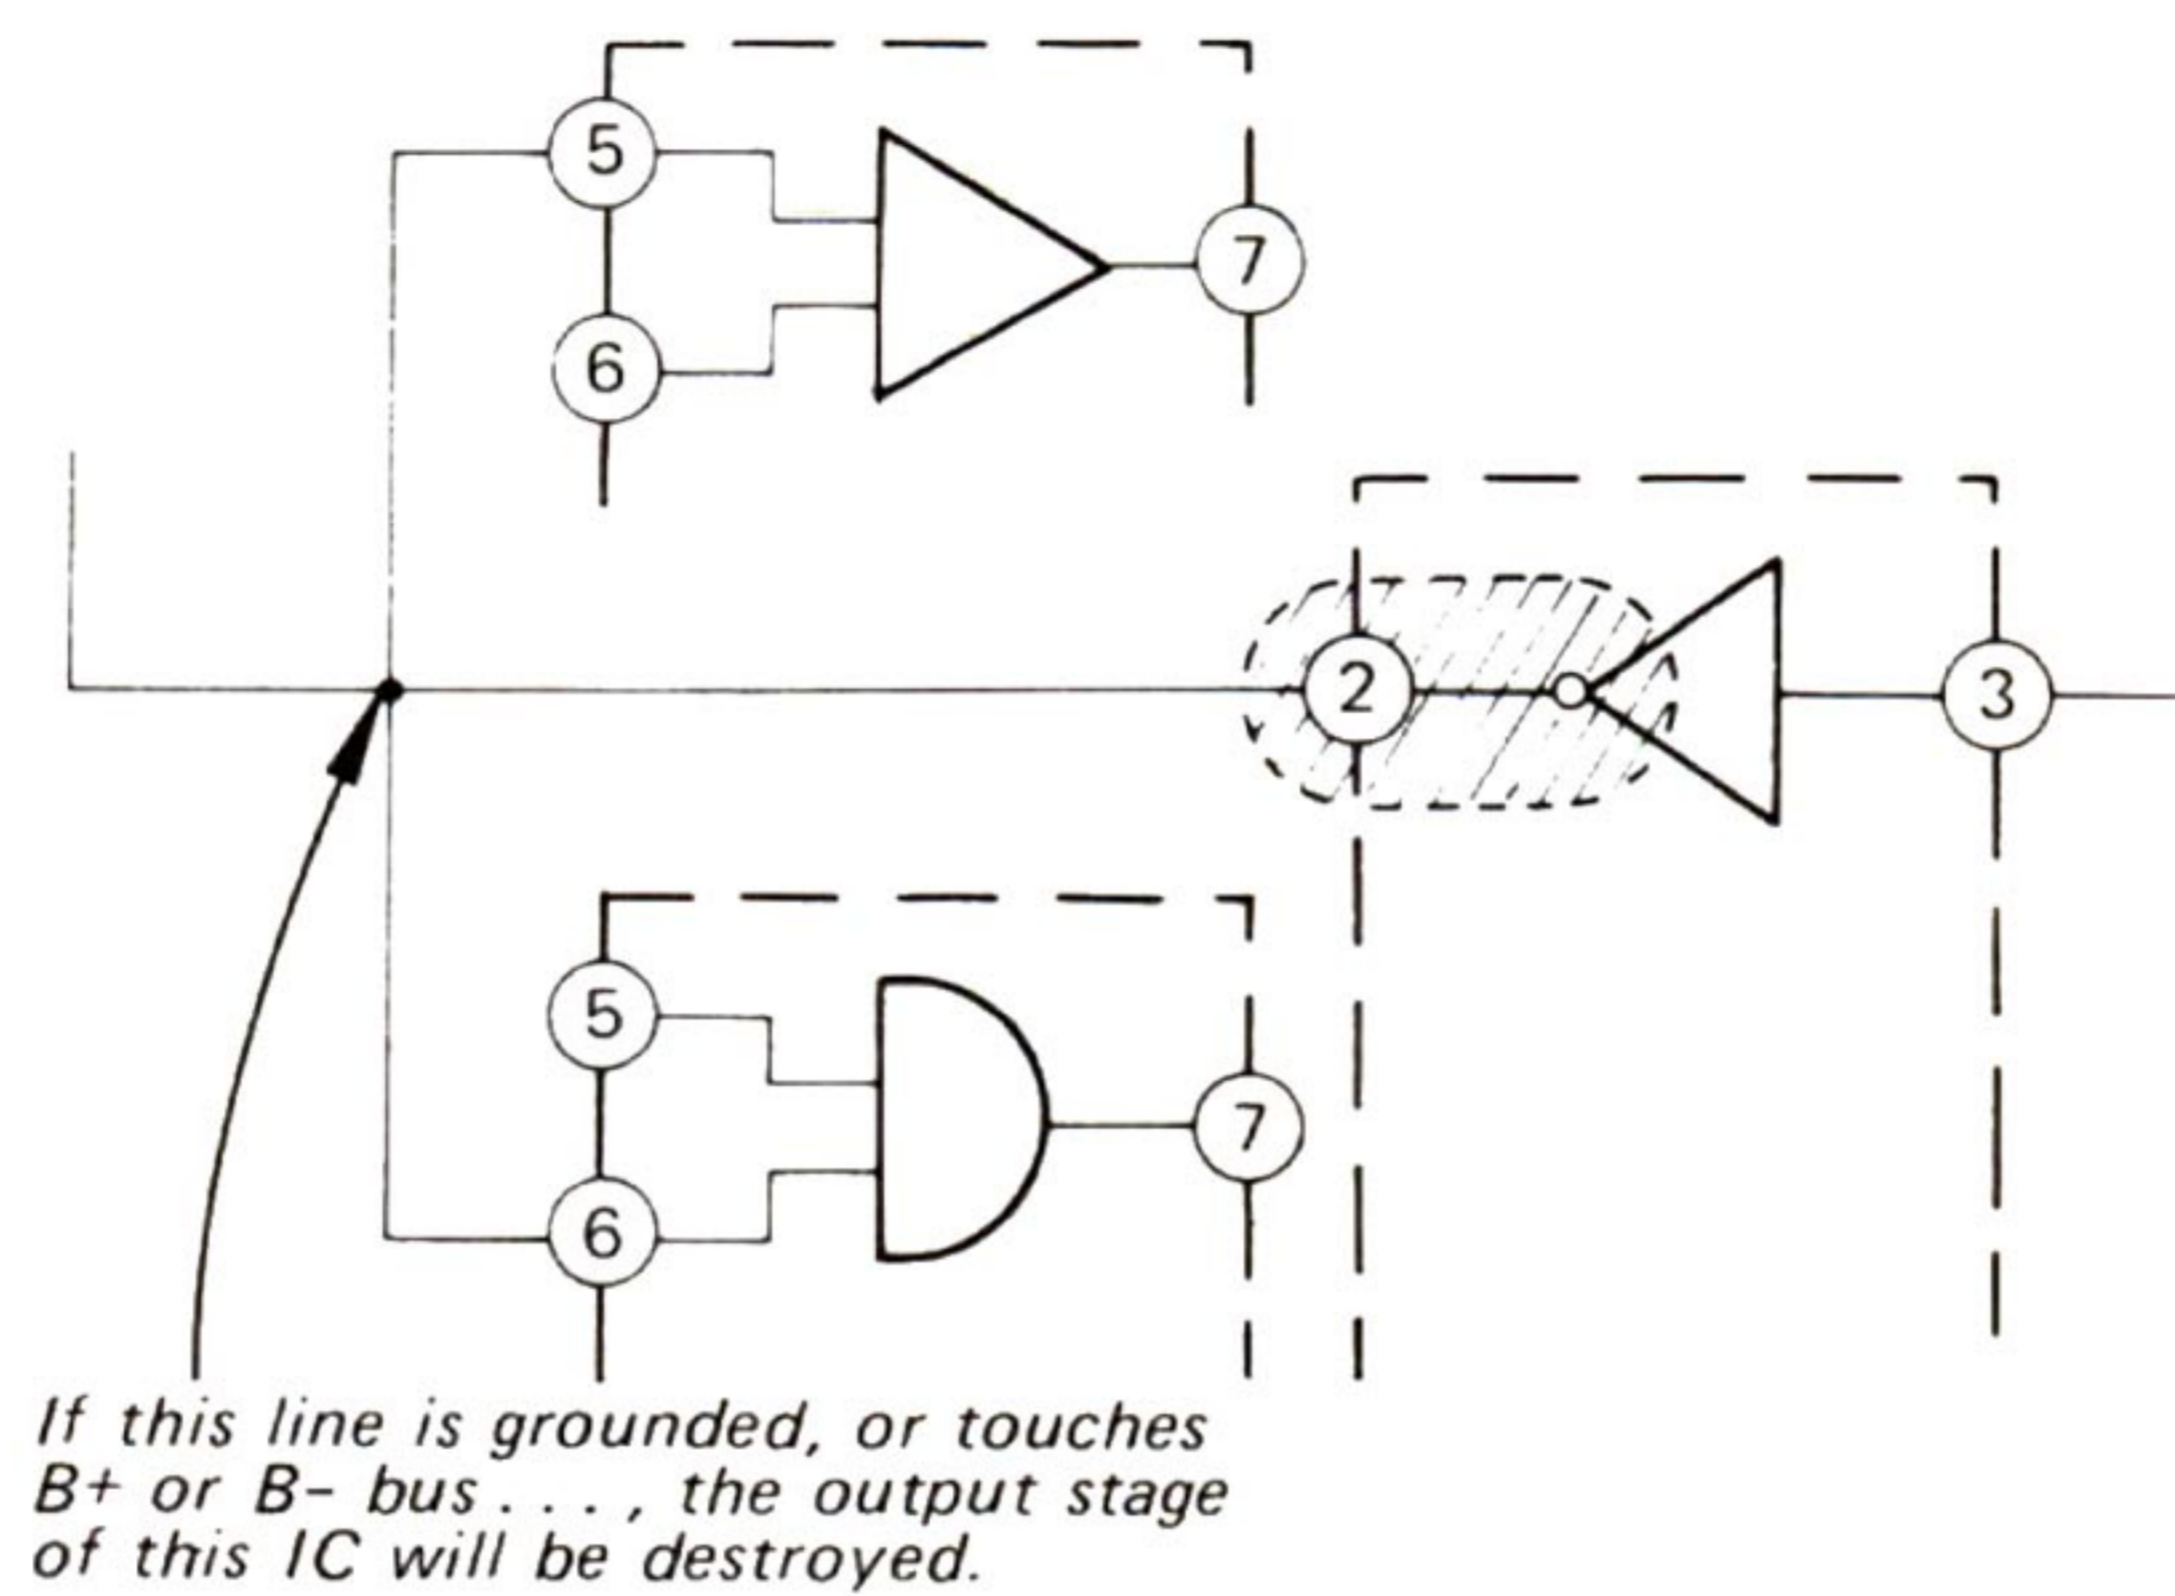 5
7
6
2
3
5
7
6
If this line is grounded, or touches
B+ or B- bus . . . , the output stage
of this IC will be destroyed.